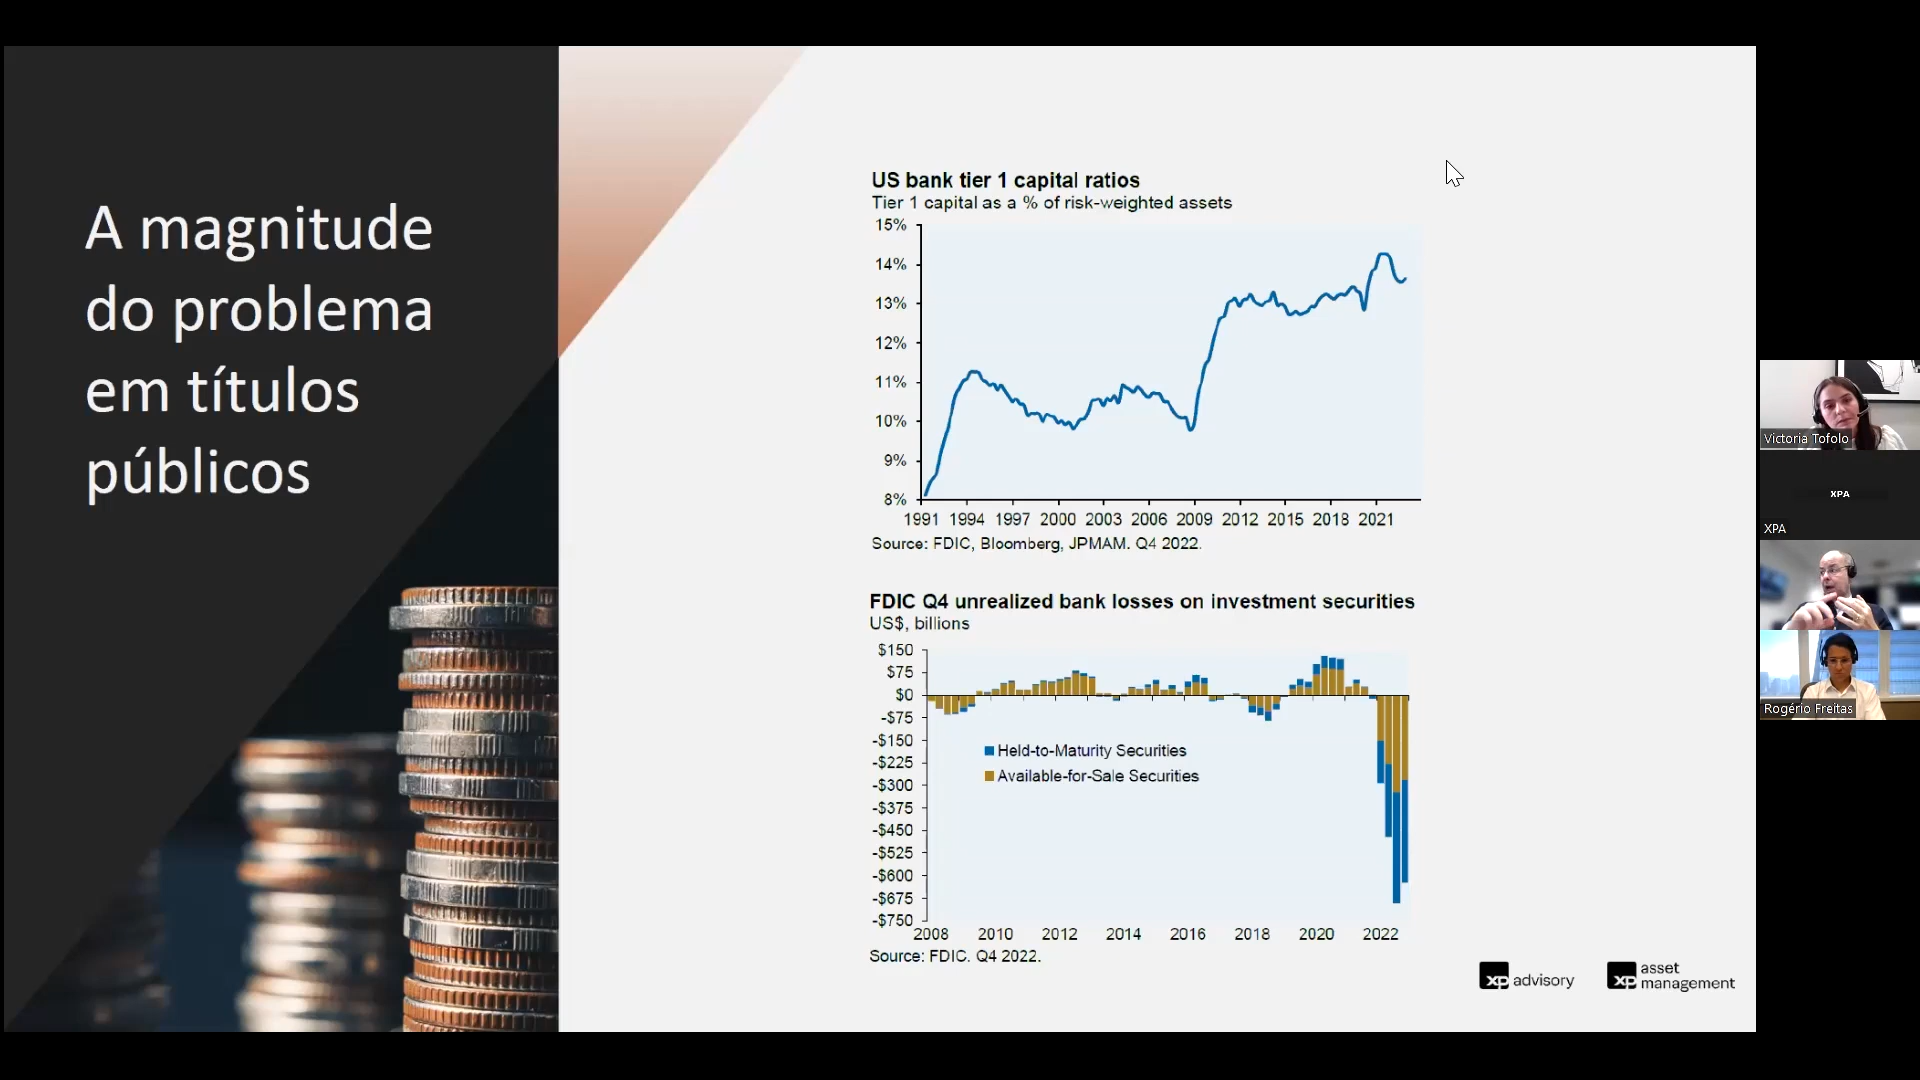 A magnitude
do problema
em títulos
públicos
US bank tier 1 capital ratios
Tier 1 capital as a % of risk-weighted assets
15%
14%
13%
12%
11%
10%
9%
8%
1991 1994 1997 2000 2003 2006 2009 2012 2015 2018 2021
Source: FDIC, Bloomberg, JPMAM. Q4 2022.
FDIC Q4 unrealized bank losses on investment securities
US$, billions
$150
$75
$0
-$75
-$150
-$225
-$300
-$375
-$450
-$525
-$600
-$675
-$750
Held-to-Maturity Securities
Available-for-Sale Securities
2008 2010 2012 2014 2016 2018 2020 2022
Source: FDIC. Q4 2022.
xp advisory
xp asset
management
Victoria Tofolo
XPA
XPA
Rogério Freitas